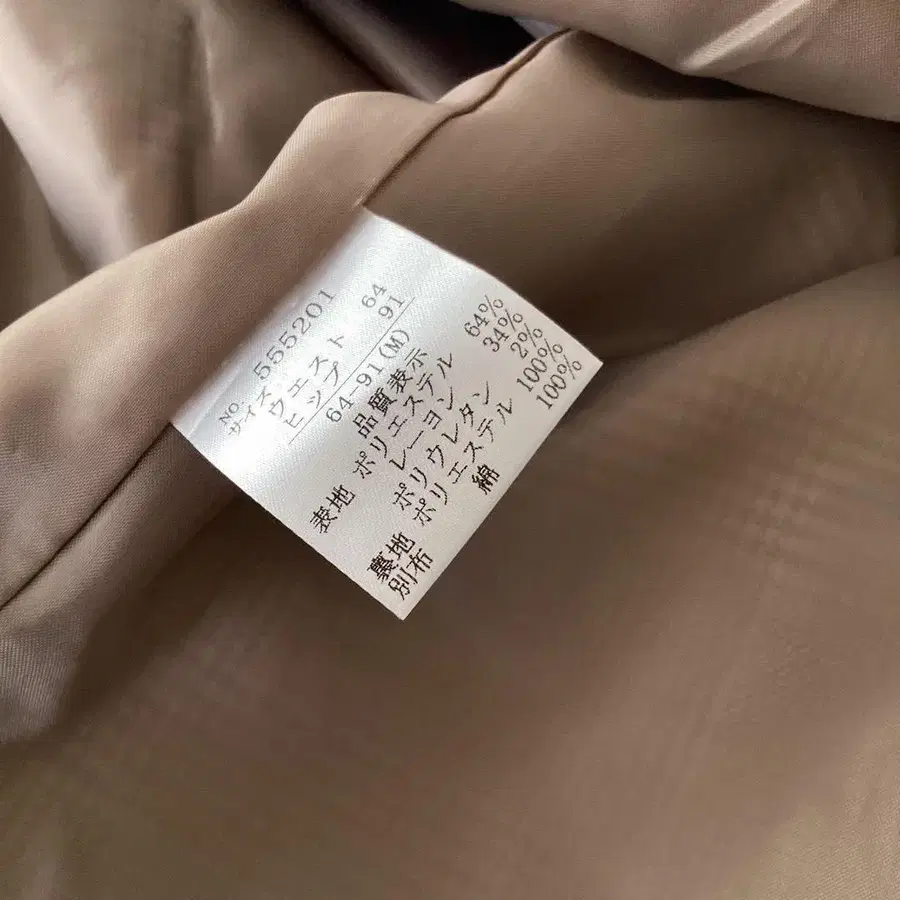 NO. 555201
サイズ
ウエスト 64
ヒップ 91
64-91(M)
品質表示
表地 ポリエステル 64%
レーヨン 34%
ポリウレタン 2%
裏地 ポリエステル 100%
別布 綿 100%